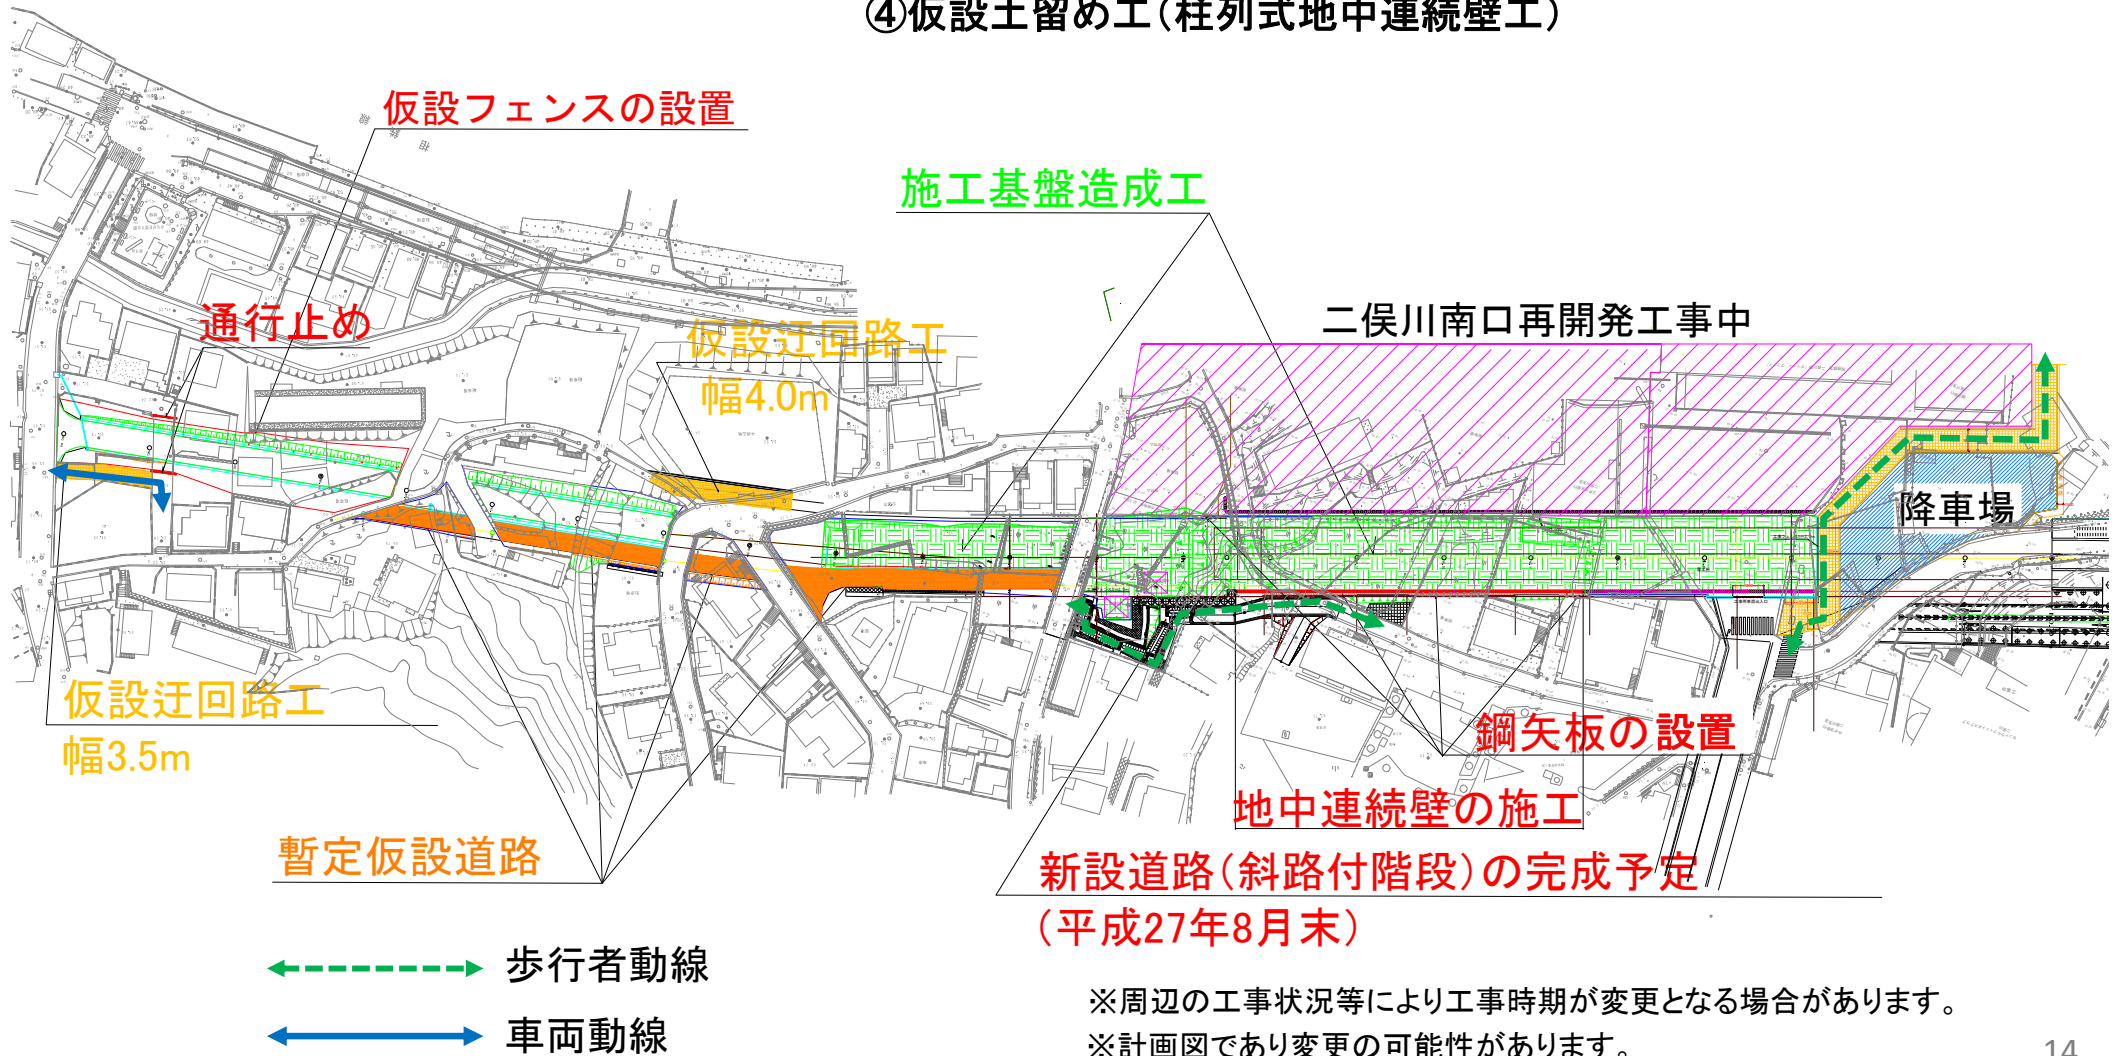 ④仮設土留め工（柱列式地中連続壁工）
仮設フェンスの設置
施工基盤造成工
通行止め
仮設迂回路工
幅4.0m
二俣川南口再開発工事中
降車場
仮設迂回路工
幅3.5m
鋼矢板の設置
地中連続壁の施工
暫定仮設道路
新設道路（斜路付階段）の完成予定
（平成27年8月末）
歩行者動線
車両動線
※周辺の工事状況等により工事時期が変更となる場合があります。
※計画図であり変更の可能性があります。
14